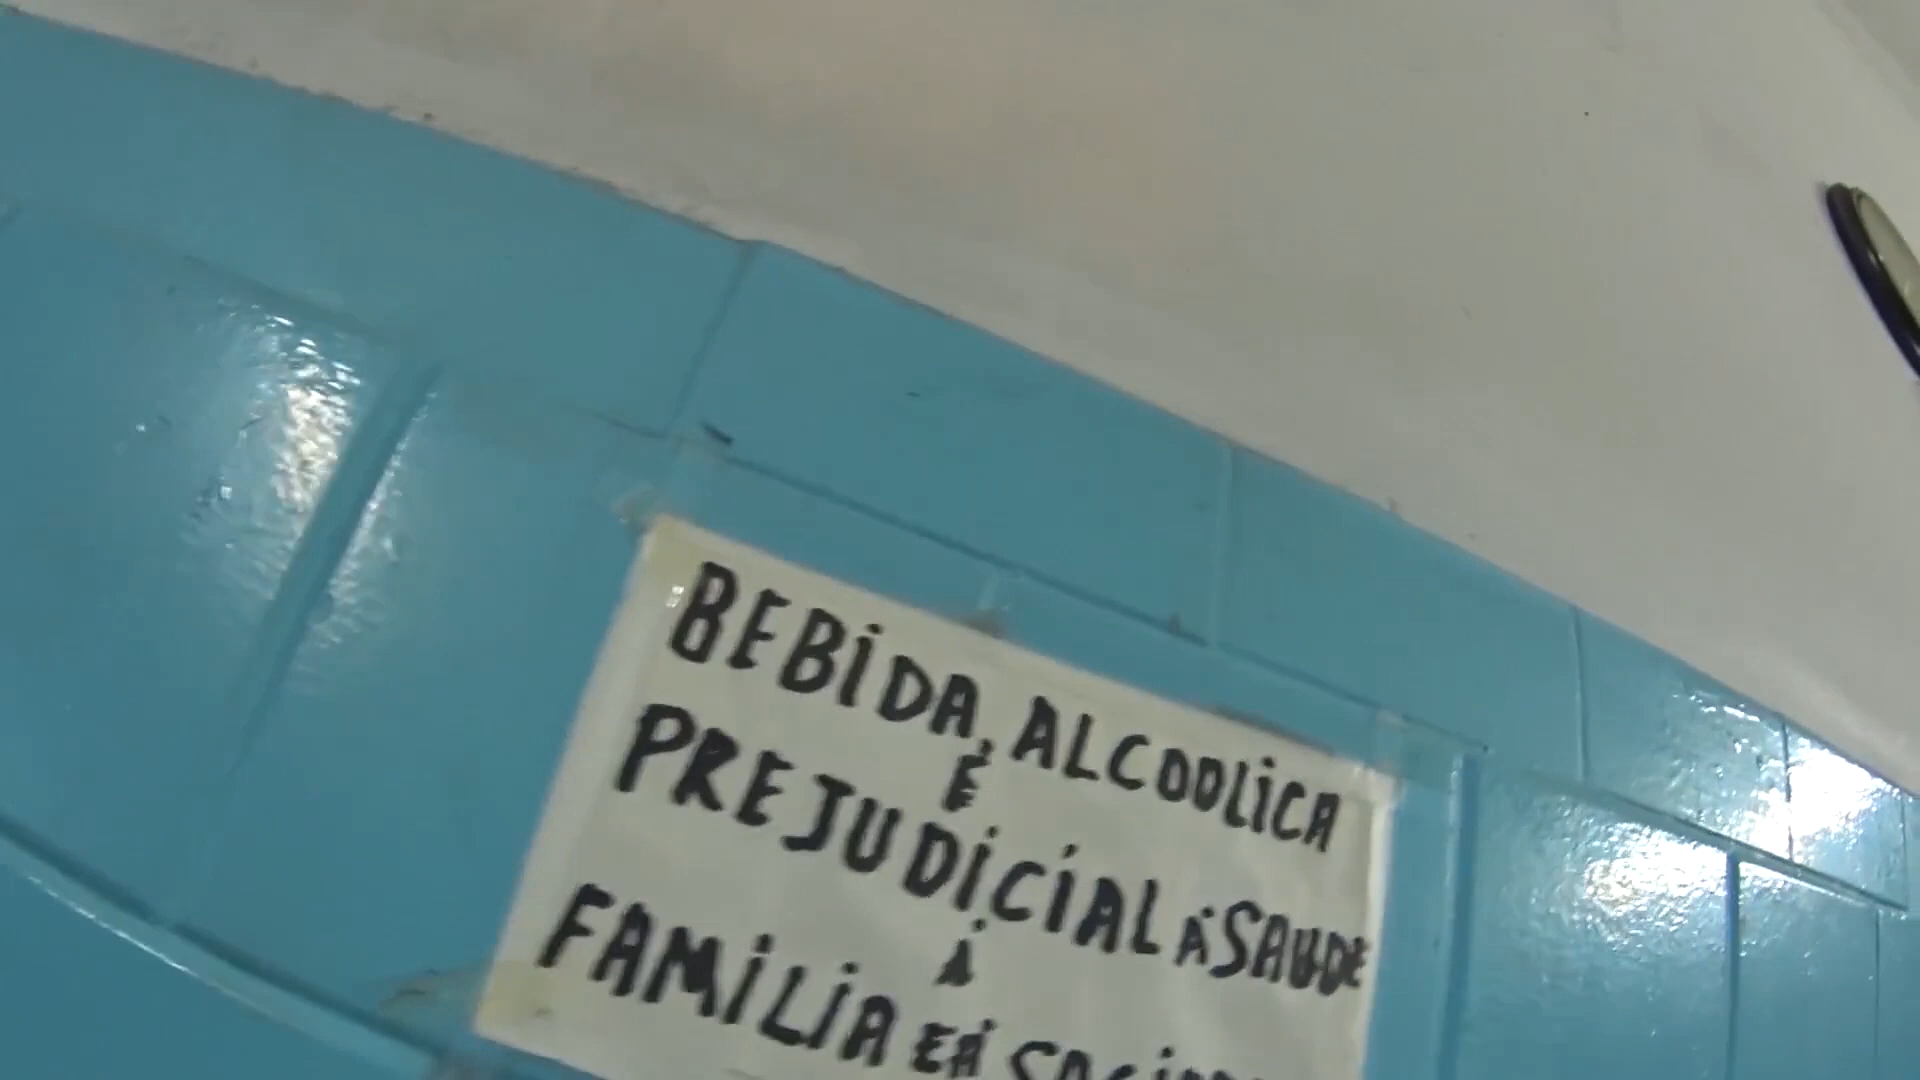 BEBIDA ALCOOLICA
É
PREJUDICIAL Á SAUDE
Á
FAMILIA E Á